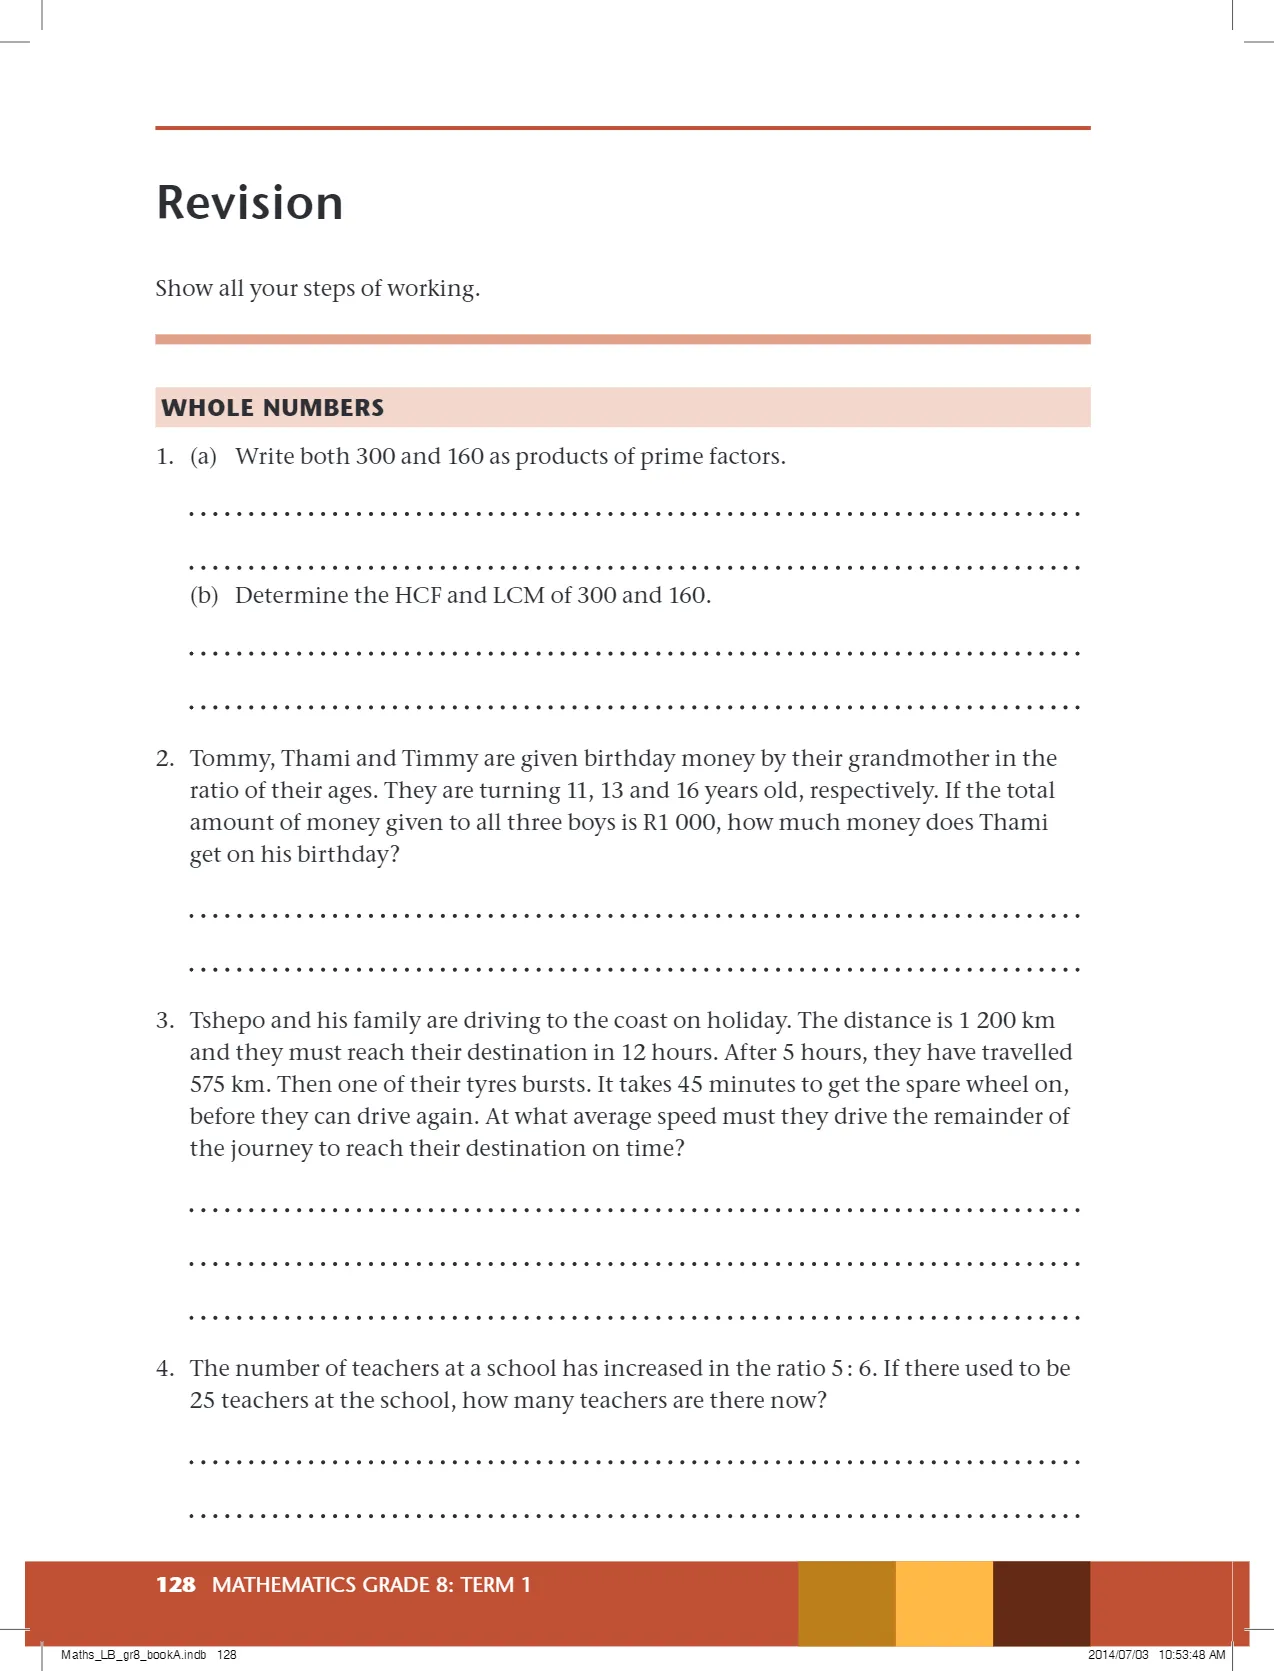 Revision
Show all your steps of working.
WHOLE NUMBERS
1. (a) Write both 300 and 160 as products of prime factors.
(b) Determine the HCF and LCM of 300 and 160.
2. Tommy, Thami and Timmy are given birthday money by their grandmother in the
ratio of their ages. They are turning 11, 13 and 16 years old, respectively. If the total
amount of money given to all three boys is R1 000, how much money does Thami
get on his birthday?
3. Tshepo and his family are driving to the coast on holiday. The distance is 1 200 km
and they must reach their destination in 12 hours. After 5 hours, they have travelled
575 km. Then one of their tyres bursts. It takes 45 minutes to get the spare wheel on,
before they can drive again. At what average speed must they drive the remainder of
the journey to reach their destination on time?
4. The number of teachers at a school has increased in the ratio 5 : 6. If there used to be
25 teachers at the school, how many teachers are there now?
128 MATHEMATICS GRADE 8: TERM 1
Maths_LB_gr8_bookA.indb 128
2014/07/03 10:53:48 AM